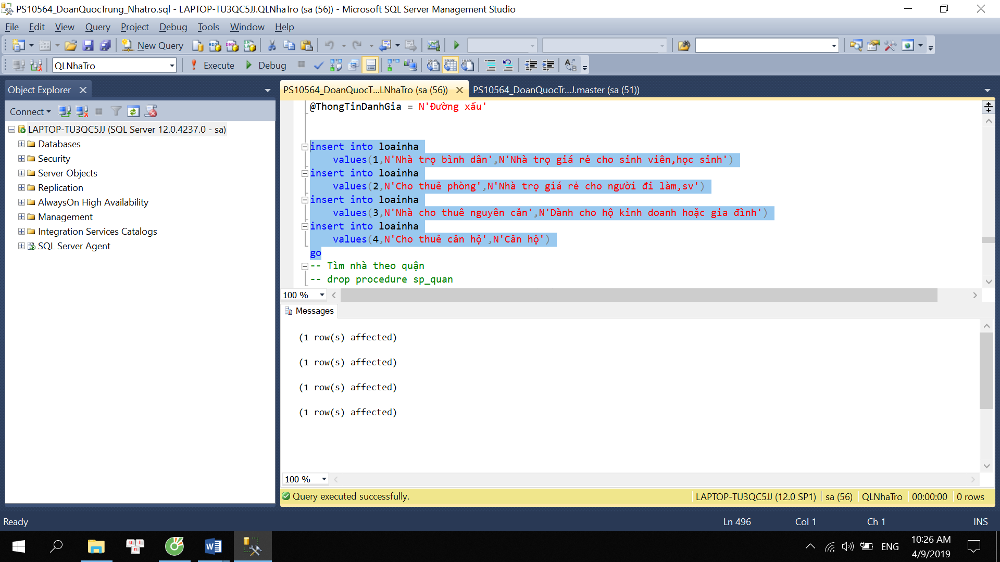 PS10564_DoanQuocTrung_Nhatro.sql - LAPTOP-TU3QC5JJ.QLNhaTro (sa (56)) - Microsoft SQL Server Management Studio
File Edit View Query Project Debug Tools Window Help
New Query
QLNhaTro Execute Debug
Object Explorer
Connect
LAPTOP-TU3QC5JJ (SQL Server 12.0.4237.0 - sa)
Databases
Security
Server Objects
Replication
AlwaysOn High Availability
Management
Integration Services Catalogs
SQL Server Agent
PS10564_DoanQuocT...LNhaTro (sa (56)) PS10564_DoanQuocTr...J.master (sa (51))
@ThongTinDanhGia = N'Đường xấu'
insert into loainha
values(1,N'Nhà trọ bình dân',N'Nhà trọ giá rẻ cho sinh viên,học sinh')
insert into loainha
values(2,N'Cho thuê phòng',N'Nhà trọ giá rẻ cho người đi làm,sv')
insert into loainha
values(3,N'Nhà cho thuê nguyên căn',N'Dành cho hộ kinh doanh hoặc gia đình')
insert into loainha
values(4,N'Cho thuê căn hộ',N'Căn hộ')
go
-- Tìm nhà theo quận
-- drop procedure sp_quan
100 %
Messages
(1 row(s) affected)
(1 row(s) affected)
(1 row(s) affected)
(1 row(s) affected)
100 %
Query executed successfully. LAPTOP-TU3QC5JJ (12.0 SP1) sa (56) QLNhaTro 00:00:00 0 rows
Ready Ln 496 Col 1 Ch 1 INS
ENG 10:26 AM
4/9/2019